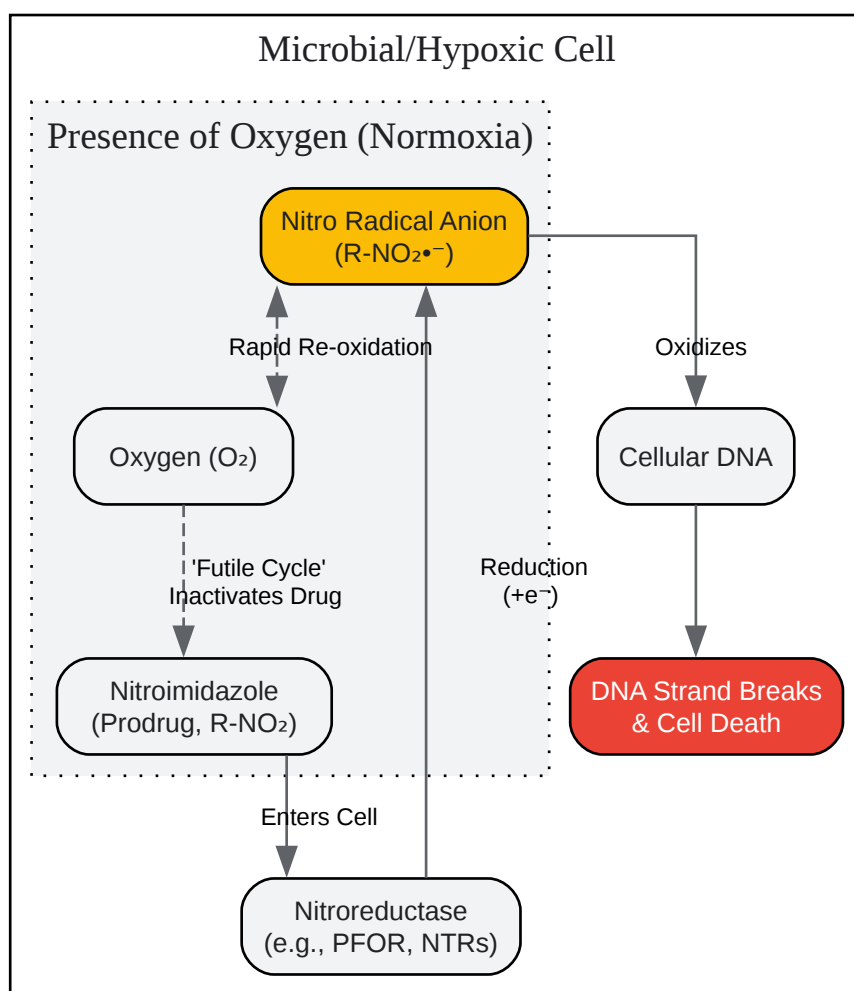 Microbial/Hypoxic Cell
Presence of Oxygen (Normoxia)
Nitro Radical Anion
(R-NO₂•⁻)
Rapid Re-oxidation
Oxidizes
Oxygen (O₂)
Cellular DNA
'Futile Cycle'
Inactivates Drug
Reduction
(+e⁻)
Nitroimidazole
(Prodrug, R-NO₂)
DNA Strand Breaks
& Cell Death
Enters Cell
Nitroreductase
(e.g., PFOR, NTRs)